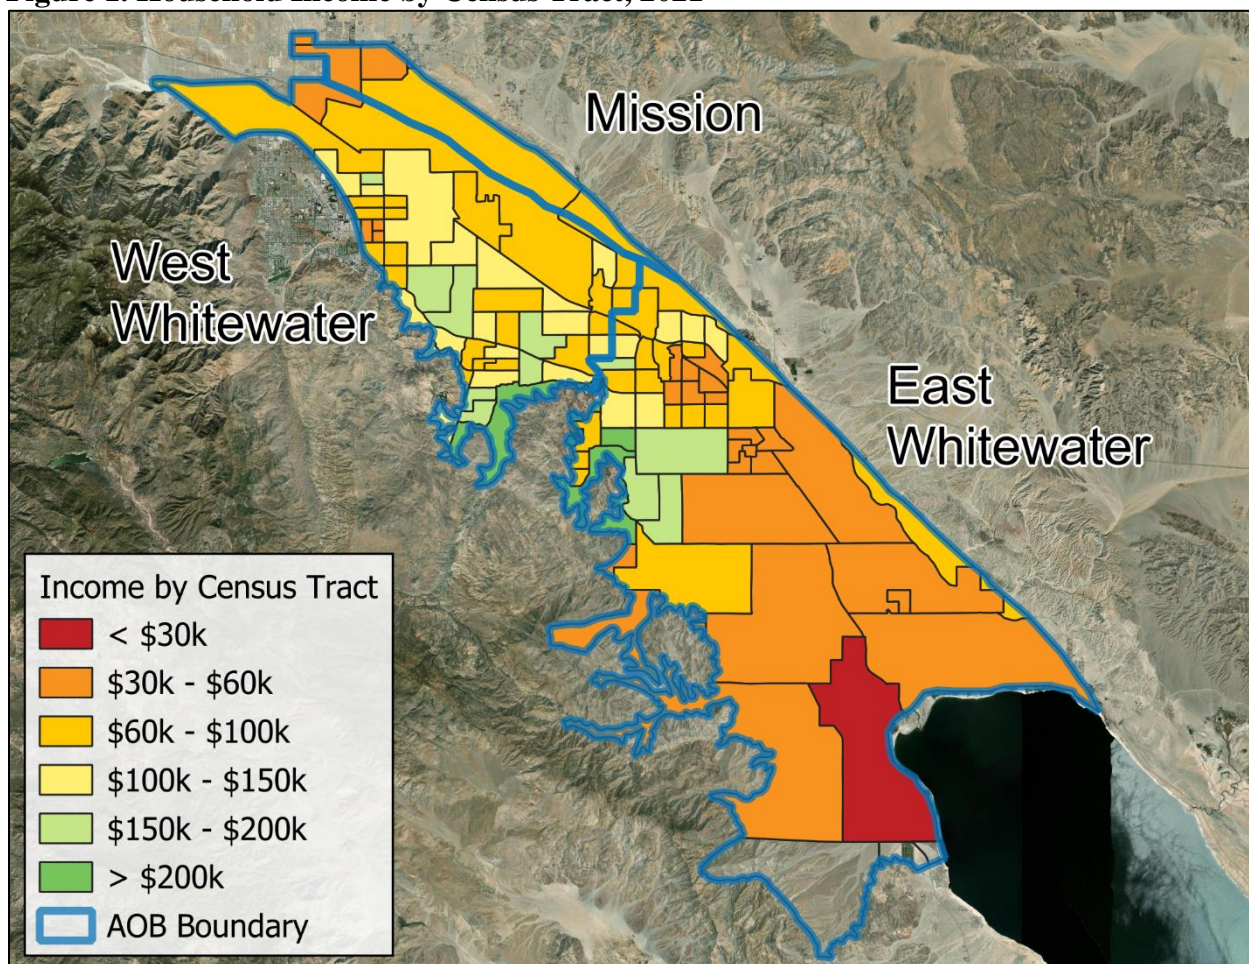 Mission
West
Whitewater
East
Whitewater
Income by Census Tract
< $30k
$30k - $60k
$60k - $100k
$100k - $150k
$150k - $200k
> $200k
AOB Boundary